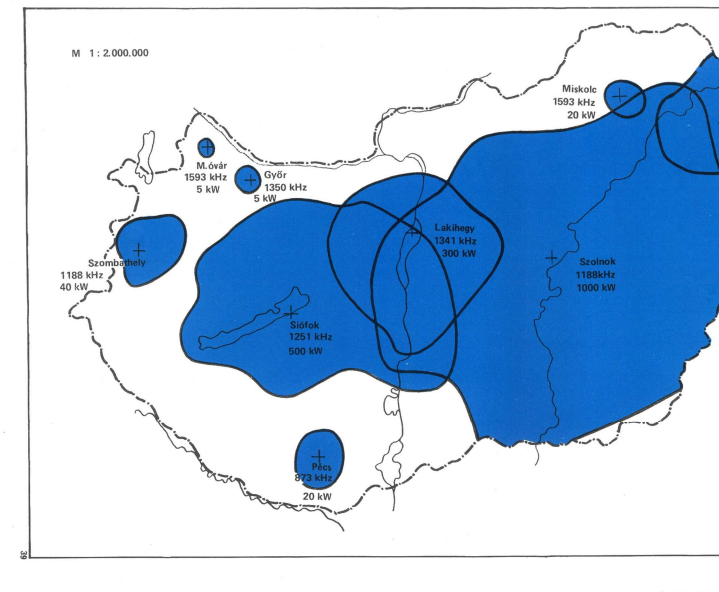 M 1 : 2.000.000
Miskolc
1593 kHz
20 kW
M.óvár
1593 kHz
5 kW
Győr
1350 kHz
5 kW
Szombathely
1188 kHz
40 kW
Lakihegy
1341 kHz
300 kW
Szolnok
1188kHz
1000 kW
Siófok
1251 kHz
500 kW
Pécs
873 kHz
20 kW
39